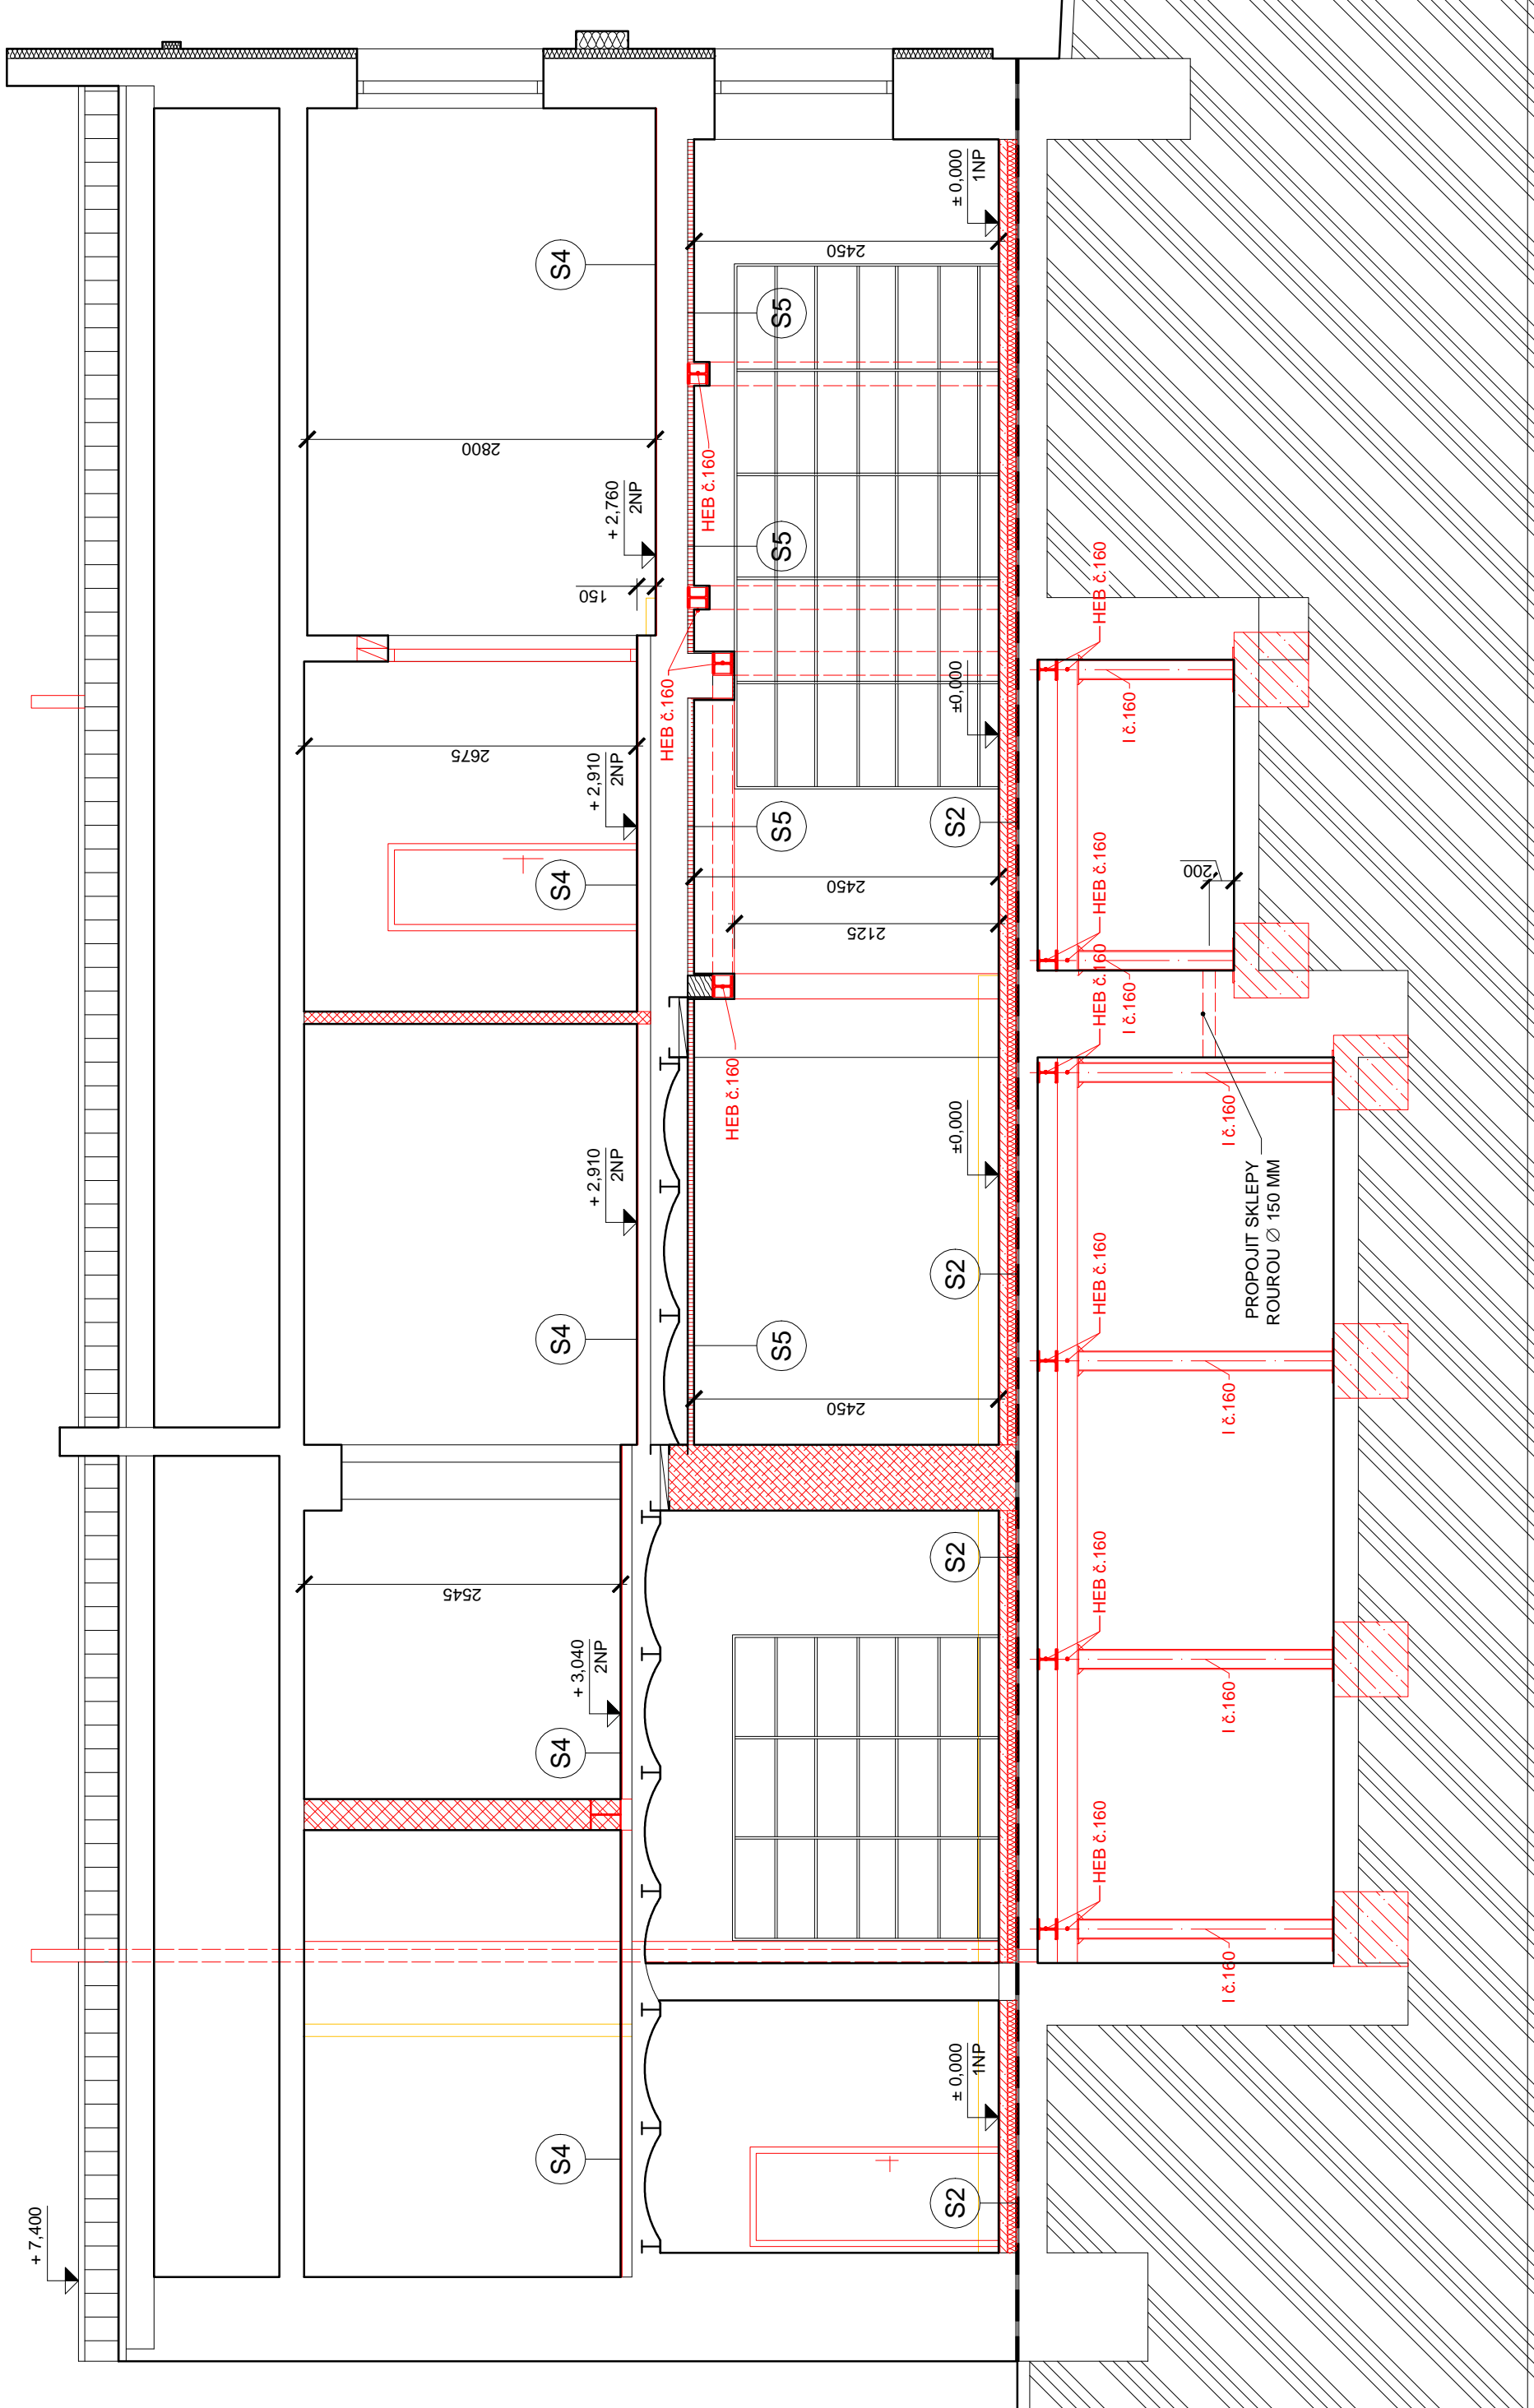 + 7,400
S4
S4
+ 3,040
2NP
2545
S4
+ 2,910
2NP
S4
+ 2,910
2NP
2675
150
+ 2,760
2NP
2800
S4
S2
± 0,000
1NP
S2
2450
S5
S2
±0,000
HEB č.160
2125
2450
S5
S2
HEB č.160
±0,000
S5
HEB č.160
S5
2450
± 0,000
1NP
HEB č.160
I č.160
HEB č.160
I č.160
HEB č.160
I č.160
HEB č.160
I č.160
PROPOJIT SKLEPY
ROUROU ∅ 150 MM
HEB č.160
I č.160
200
HEB č.160
I č.160